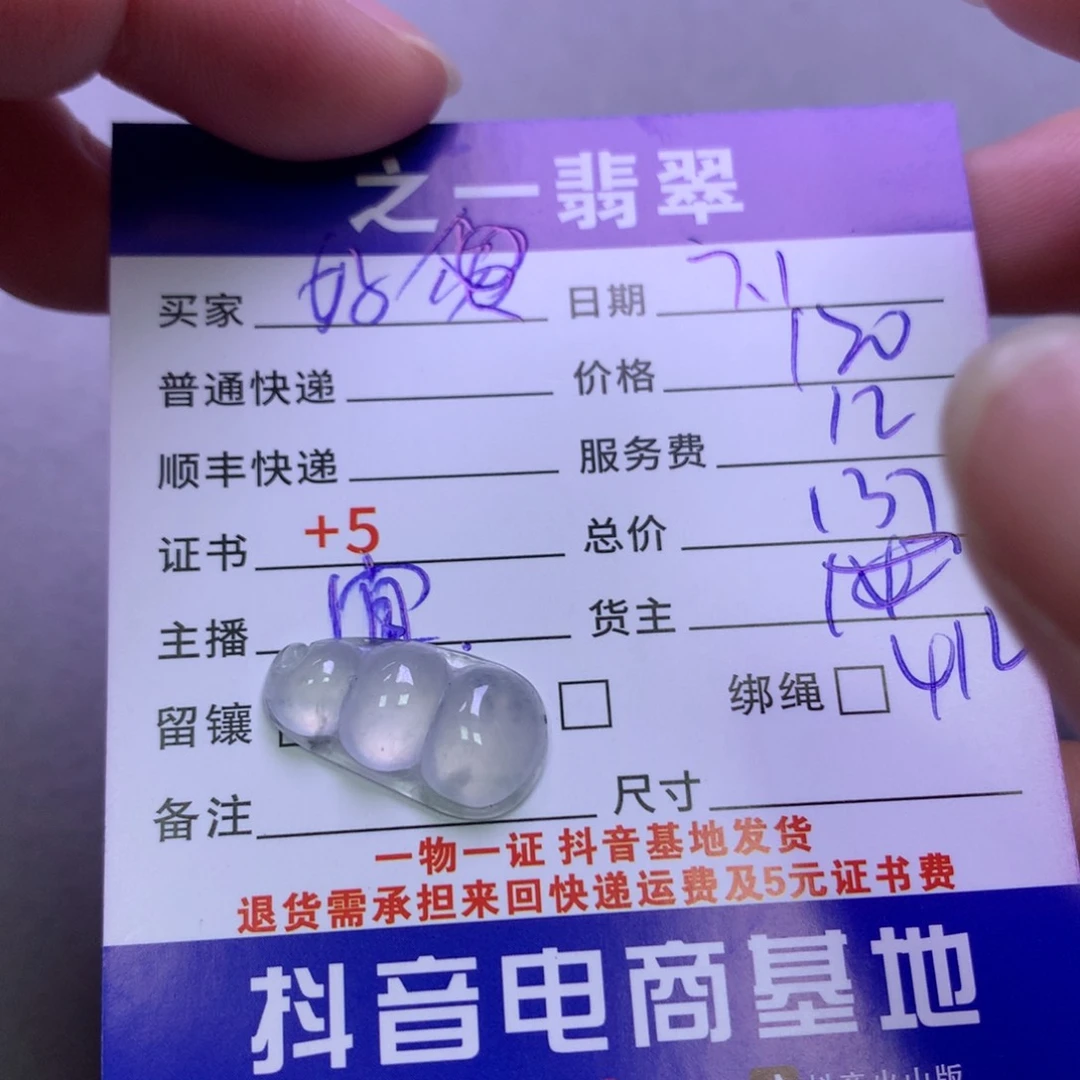 之一翡翠
买家 日期 7.1
普通快递 价格 120
顺丰快递 服务费 12
证书 +5 总价 137
主播 货主
留镶 绑绳 412
备注 尺寸
一物一证 抖音基地发货
退货需承担来回快递运费及5元证书费
抖音电商基地